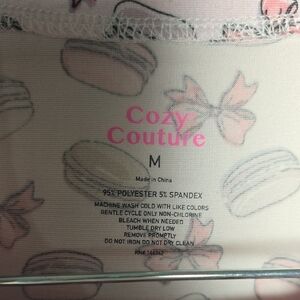 Cozy
Couture
M
Made in China
95% POLYESTER 5% SPANDEX
MACHINE WASH COLD WITH LIKE COLORS
GENTLE CYCLE ONLY NON-CHLORINE
BLEACH WHEN NEEDED
TUMBLE DRY LOW
REMOVE PROMPTLY
DO NOT IRON DO NOT DRY CLEAN
RN#